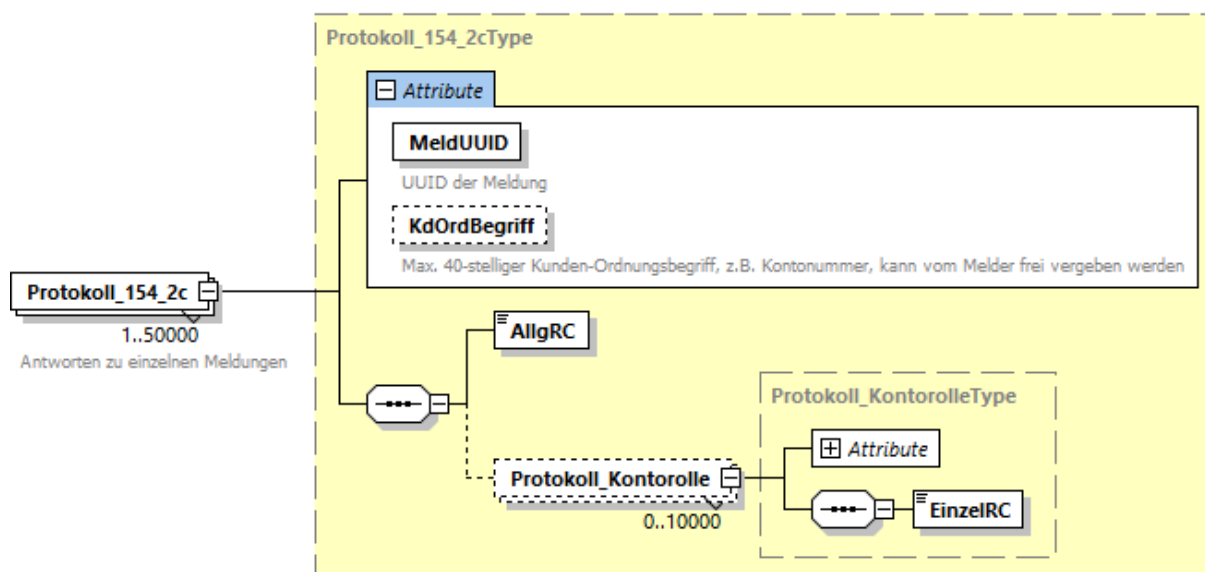 Protokoll_154_2cType
Attribute
MeldUUID
UUID der Meldung
KdOrdBegriff
Max. 40-stelliger Kunden-Ordnungsbegriff, z.B. Kontonummer, kann vom Melder frei vergeben werden
Protokoll_154_2c
1..50000
Antworten zu einzelnen Meldungen
AllgRC
Protokoll_KontorolleType
Attribute
Protokoll_Kontorolle
0..10000
EinzelRC